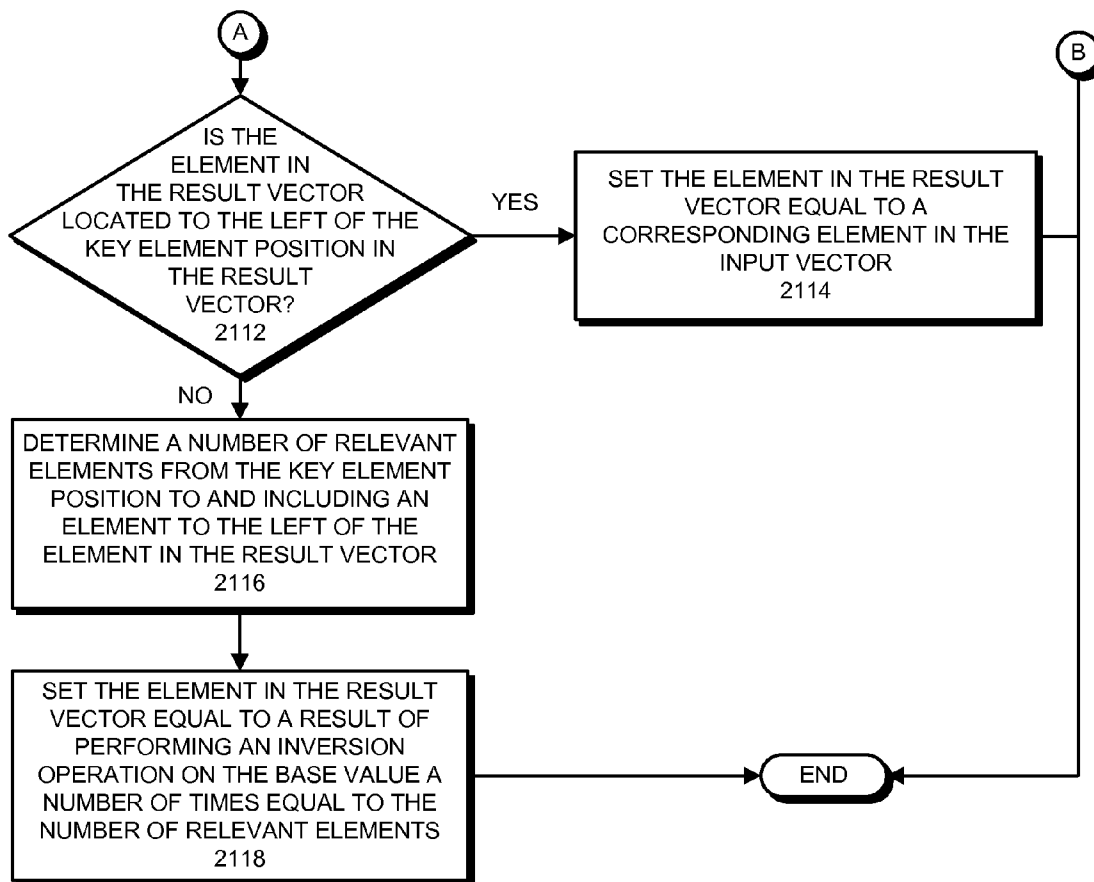 A
B
IS THE
ELEMENT IN
THE RESULT VECTOR
LOCATED TO THE LEFT OF THE
KEY ELEMENT POSITION IN
THE RESULT
VECTOR?
2112
YES
SET THE ELEMENT IN THE RESULT
VECTOR EQUAL TO A
CORRESPONDING ELEMENT IN THE
INPUT VECTOR
2114
NO
DETERMINE A NUMBER OF RELEVANT
ELEMENTS FROM THE KEY ELEMENT
POSITION TO AND INCLUDING AN
ELEMENT TO THE LEFT OF THE
ELEMENT IN THE RESULT VECTOR
2116
SET THE ELEMENT IN THE RESULT
VECTOR EQUAL TO A RESULT OF
PERFORMING AN INVERSION
OPERATION ON THE BASE VALUE A
NUMBER OF TIMES EQUAL TO THE
NUMBER OF RELEVANT ELEMENTS
2118
END